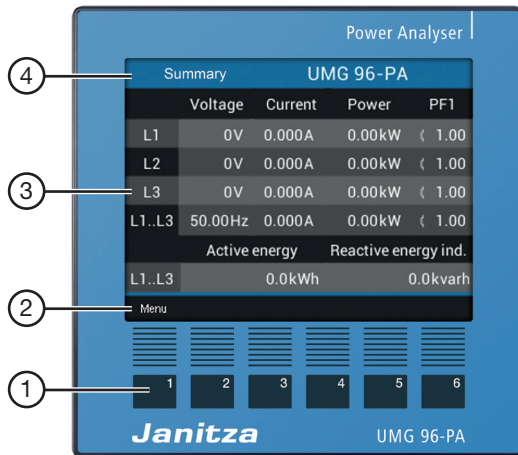 Power Analyser
4
Summary UMG 96-PA
Voltage Current Power PF1
L1 0V 0.000A 0.00kW ( 1.00
L2 0V 0.000A 0.00kW ( 1.00
3
L3 0V 0.000A 0.00kW ( 1.00
L1..L3 50.00Hz 0.000A 0.00kW ( 1.00
Active energy Reactive energy ind.
L1..L3 0.0kWh 0.0kvarh
2
Menu
1
1 2 3 4 5 6
Janitza UMG 96-PA